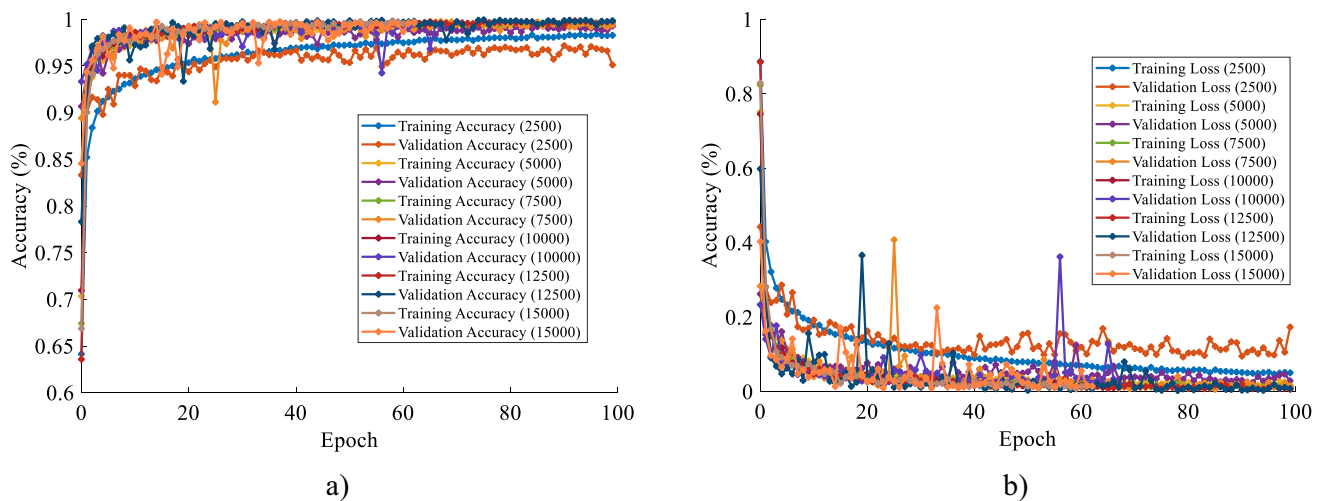 1
0.95
0.9
0.85
0.8
0.75
0.7
0.65
0.6
Accuracy (%)
0
20
40
60
80
100
Epoch
Training Accuracy (2500)
Validation Accuracy (2500)
Training Accuracy (5000)
Validation Accuracy (5000)
Training Accuracy (7500)
Validation Accuracy (7500)
Training Accuracy (10000)
Validation Accuracy (10000)
Training Accuracy (12500)
Validation Accuracy (12500)
Training Accuracy (15000)
Validation Accuracy (15000)
a)
1
0.8
0.6
0.4
0.2
0
Accuracy (%)
0
20
40
60
80
100
Epoch
Training Loss (2500)
Validation Loss (2500)
Training Loss (5000)
Validation Loss (5000)
Training Loss (7500)
Validation Loss (7500)
Training Loss (10000)
Validation Loss (10000)
Training Loss (12500)
Validation Loss (12500)
Training Loss (15000)
Validation Loss (15000)
b)